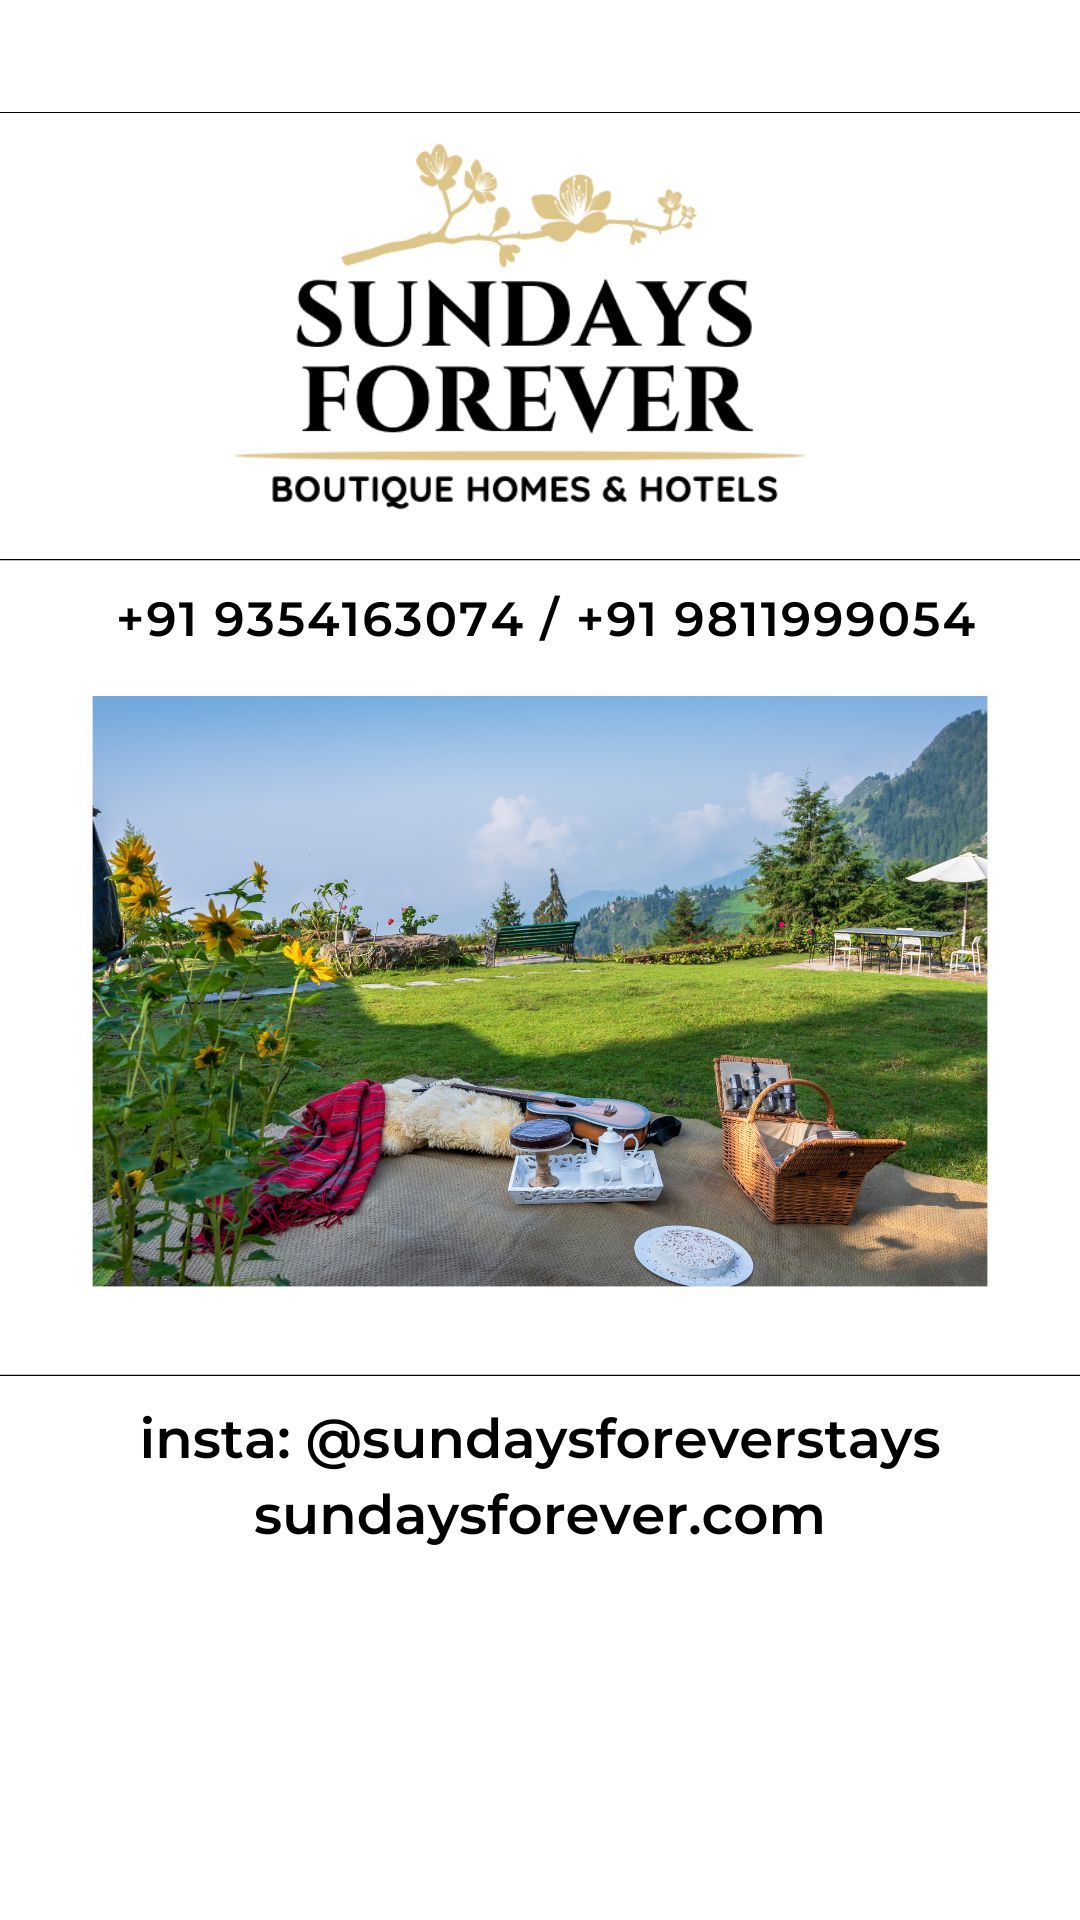 SUNDAYS
FOREVER
BOUTIQUE HOMES & HOTELS
+91 9354163074 / +91 9811999054
insta: @sundaysforeverstays
sundaysforever.com